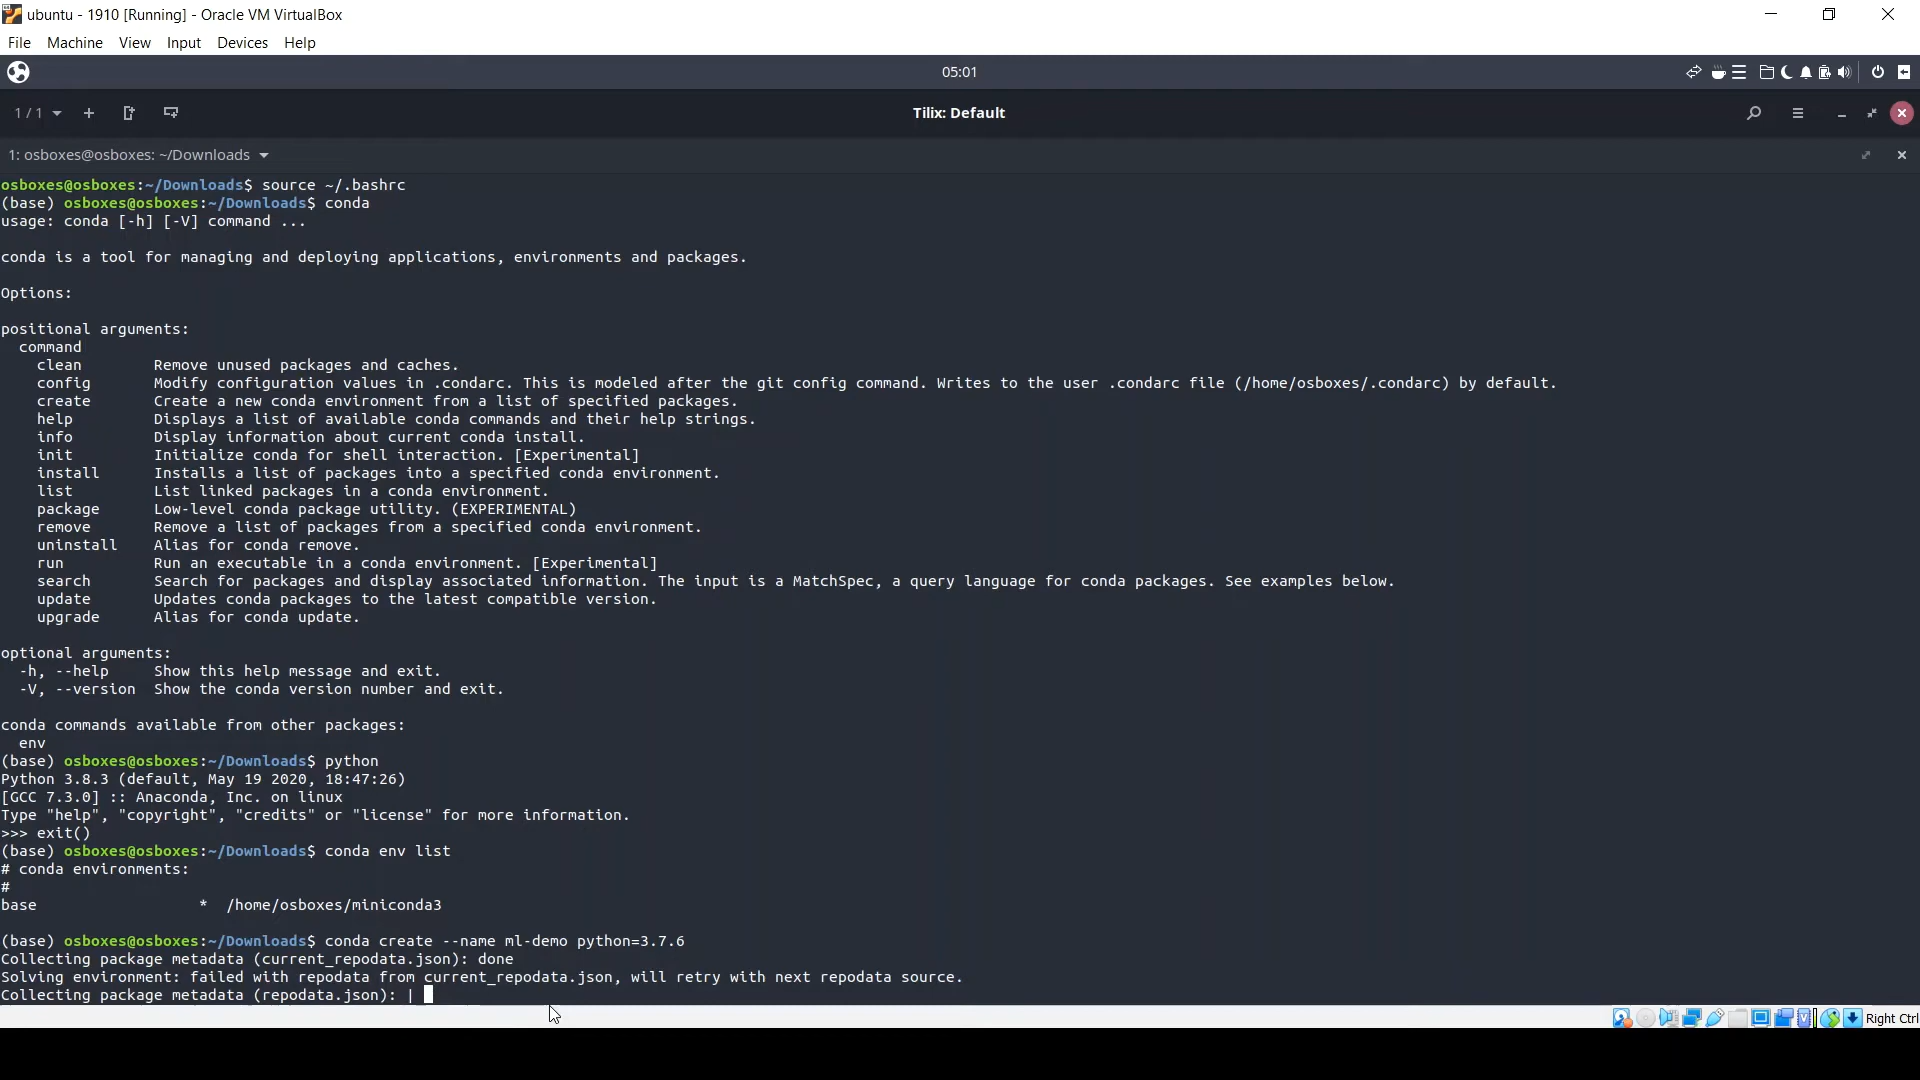 ubuntu - 1910 [Running] - Oracle VM VirtualBox
File Machine View Input Devices Help
05:01
1 / 1 Tilix: Default
1: osboxes@osboxes: ~/Downloads
osboxes@osboxes:~/Downloads$ source ~/.bashrc
(base) osboxes@osboxes:~/Downloads$ conda
usage: conda [-h] [-V] command ...
conda is a tool for managing and deploying applications, environments and packages.
Options:
positional arguments:
command
clean Remove unused packages and caches.
config Modify configuration values in .condarc. This is modeled after the git config command. Writes to the user .condarc file (/home/osboxes/.condarc) by default.
create Create a new conda environment from a list of specified packages.
help Displays a list of available conda commands and their help strings.
info Display information about current conda install.
init Initialize conda for shell interaction. [Experimental]
install Installs a list of packages into a specified conda environment.
list List linked packages in a conda environment.
package Low-level conda package utility. (EXPERIMENTAL)
remove Remove a list of packages from a specified conda environment.
uninstall Alias for conda remove.
run Run an executable in a conda environment. [Experimental]
search Search for packages and display associated information. The input is a MatchSpec, a query language for conda packages. See examples below.
update Updates conda packages to the latest compatible version.
upgrade Alias for conda update.
optional arguments:
-h, --help Show this help message and exit.
-V, --version Show the conda version number and exit.
conda commands available from other packages:
env
(base) osboxes@osboxes:~/Downloads$ python
Python 3.8.3 (default, May 19 2020, 18:47:26)
[GCC 7.3.0] :: Anaconda, Inc. on linux
Type "help", "copyright", "credits" or "license" for more information.
>>> exit()
(base) osboxes@osboxes:~/Downloads$ conda env list
# conda environments:
#
base * /home/osboxes/miniconda3
(base) osboxes@osboxes:~/Downloads$ conda create --name ml-demo python=3.7.6
Collecting package metadata (current_repodata.json): done
Solving environment: failed with repodata from current_repodata.json, will retry with next repodata source.
Collecting package metadata (repodata.json): |
Right Ctrl